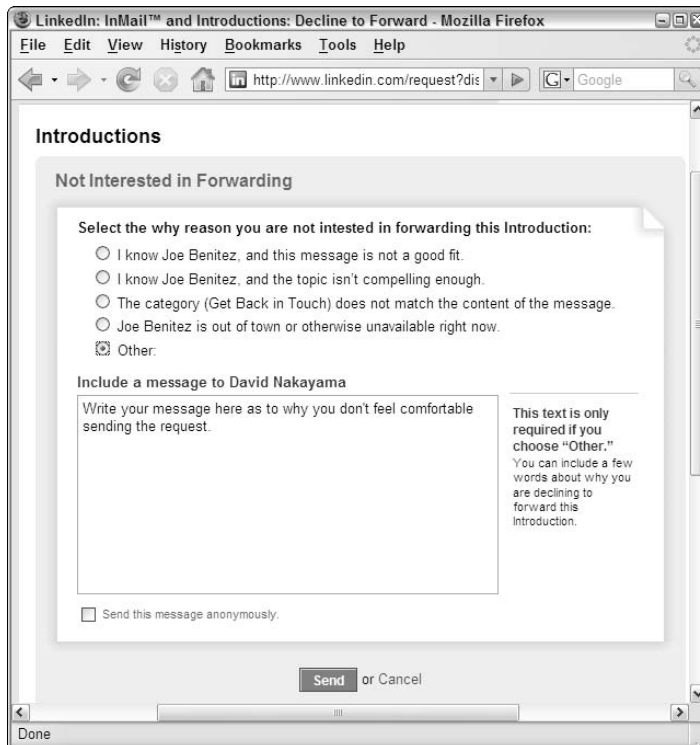 LinkedIn: InMail™ and Introductions: Decline to Forward - Mozilla Firefox
File Edit View History Bookmarks Tools Help
http://www.linkedin.com/request?dis
G Google
Introductions
Not Interested in Forwarding
Select the why reason you are not intested in forwarding this Introduction:
I know Joe Benitez, and this message is not a good fit.
I know Joe Benitez, and the topic isn't compelling enough.
The category (Get Back in Touch) does not match the content of the message.
Joe Benitez is out of town or otherwise unavailable right now.
Other:
Include a message to David Nakayama
Write your message here as to why you don't feel comfortable
sending the request.
This text is only
required if you
choose “Other.”
You can include a few
words about why you
are declining to
forward this
Introduction.
Send this message anonymously.
Send or Cancel
Done